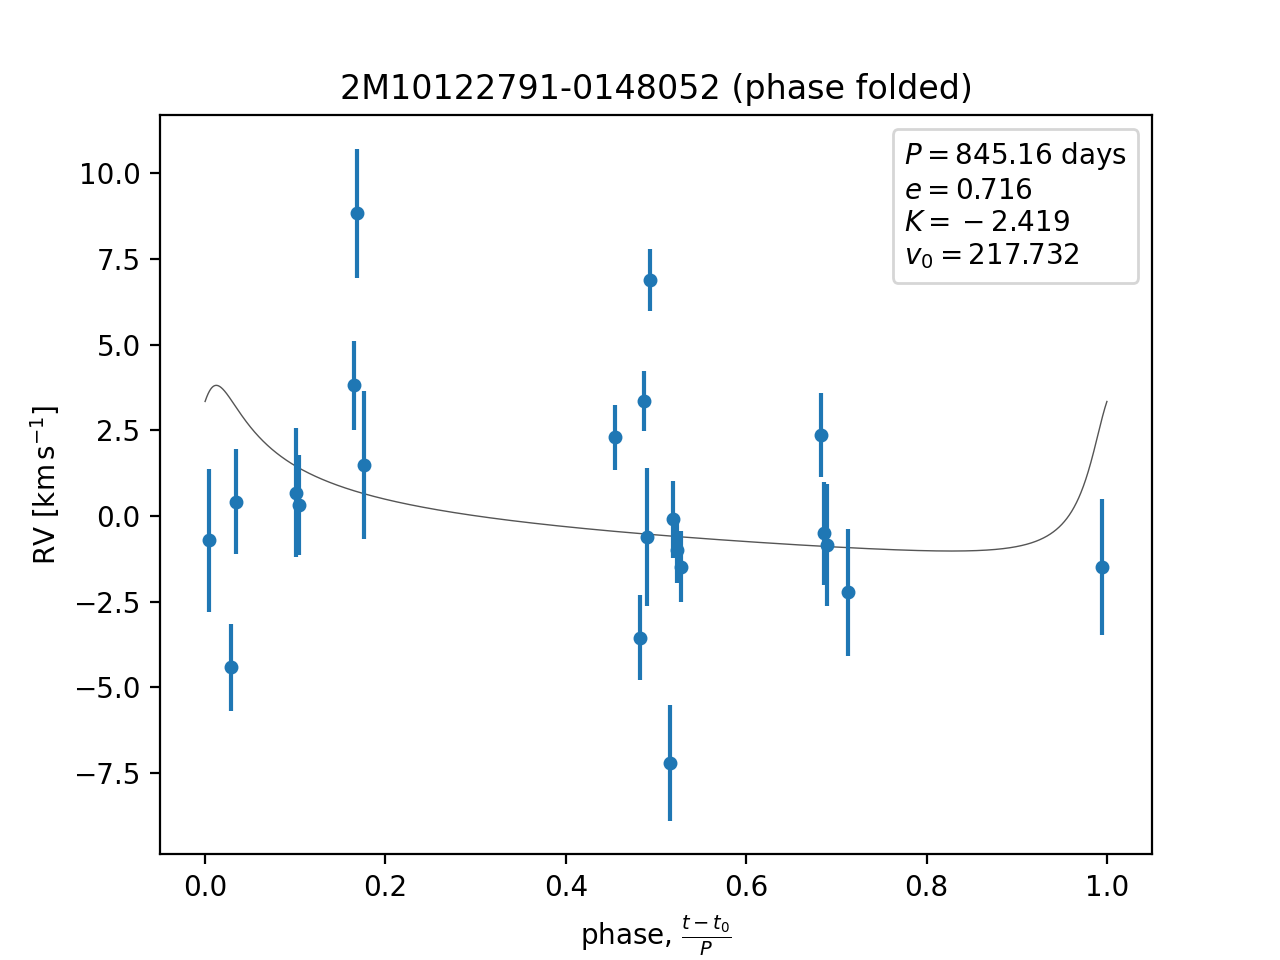 2M10122791-0148052 (phase folded)
P = 845.16 days
e = 0.716
K = −2.419
v₀ = 217.732
10.0
7.5
5.0
2.5
0.0
−2.5
−5.0
−7.5
RV [km s⁻¹]
0.0 0.2 0.4 0.6 0.8 1.0
phase, (t − t₀)/P